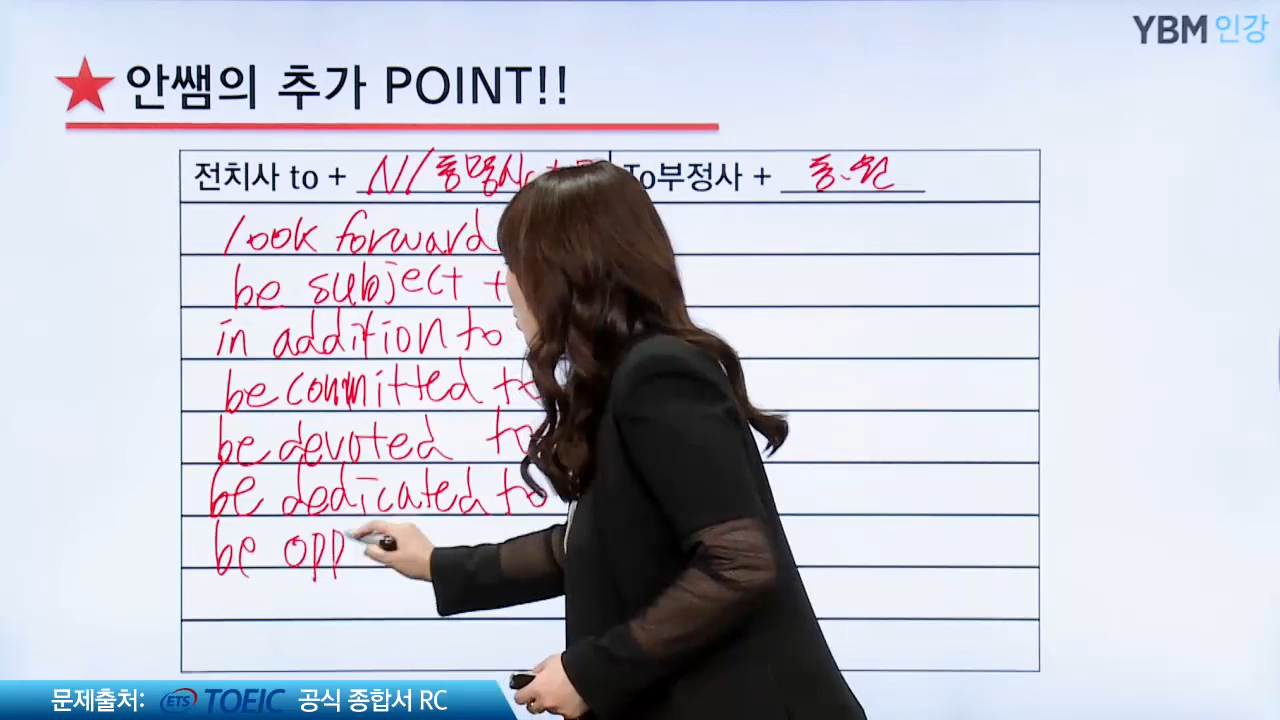 YBM 인강
안쌤의 추가 POINT!!
전치사 to + N/동명사
To부정사 + 동.원
look forward
be subject t
in addition to
be committed to
be devoted to
be dedicated to
be opp
문제출처: ETS TOEIC 공식 종합서 RC